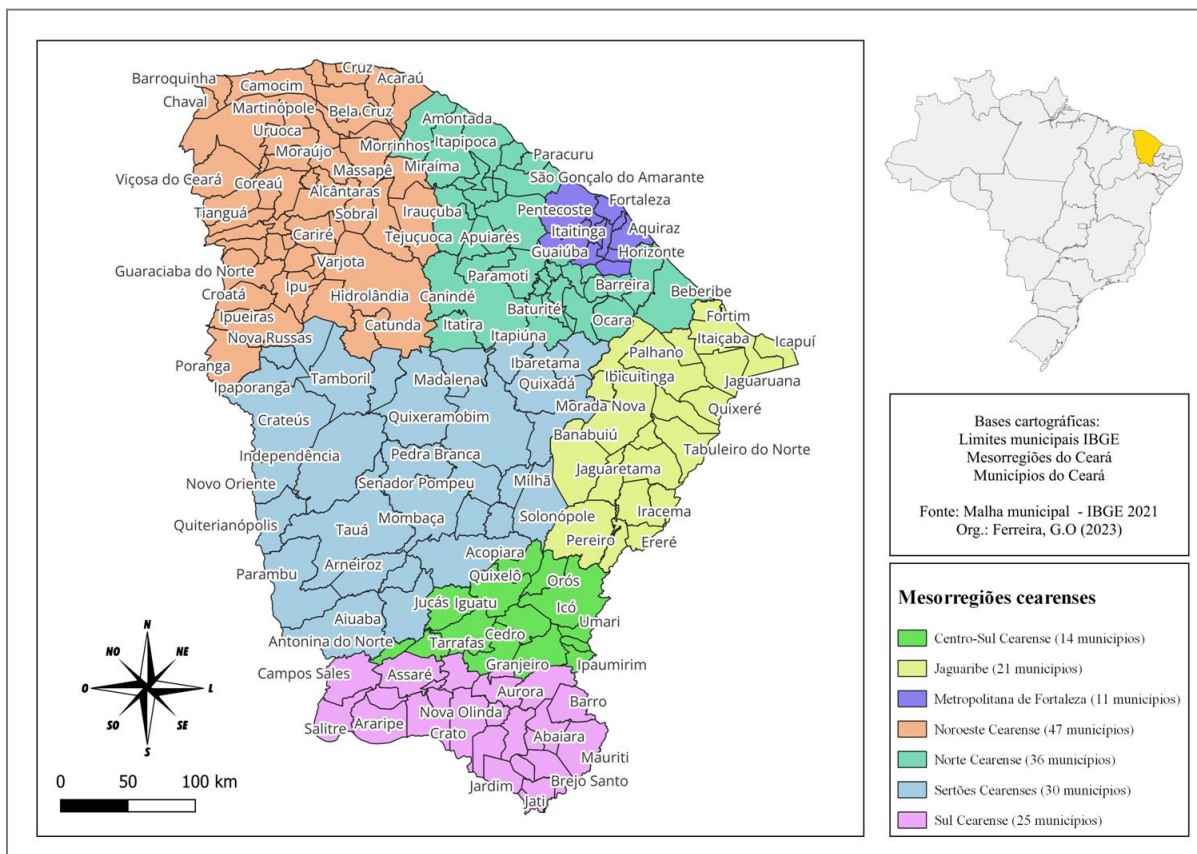 Cruz
Barroquinha
Camocim
Acaraú
Chaval
Martinópole
Bela Cruz
Amontada
Uruoca
Itapipoca
Moraújo
Morrinhos
Paracuru
Massapê
Miraíma
São Gonçalo do Amarante
Viçosa do Ceará
Coreaú
Alcântaras
Fortaleza
Tianguá
Sobral
Irauçuba
Pentecoste
Itaitinga
Aquiraz
Cariré
Tejuçuoca
Apuiarés
Guaiúba
Horizonte
Varjota
Guaraciaba do Norte
Paramoti
Ipu
Croatá
Hidrolândia
Canindé
Barreira
Beberibe
Baturité
Ipueiras
Catunda
Itatira
Ocara
Fortim
Nova Russas
Itapiúna
Itaiçaba
Icapuí
Poranga
Ibaretama
Palhano
Ipaporanga
Tamboril
Madalena
Quixadá
Ibicuitinga
Jaguaruana
Crateús
Quixeramobim
Morada Nova
Quixeré
Banabuiú
Tabuleiro do Norte
Independência
Pedra Branca
Jaguaretama
Novo Oriente
Senador Pompeu
Milhã
Quiterianópolis
Tauá
Mombaça
Solonópole
Iracema
Pereiro
Ereré
Acopiara
Parambu
Arneiroz
Quixelô
Orós
Jucás
Iguatu
Icó
Aiuaba
Umari
Antonina do Norte
Tarrafas
Cedro
Granjeiro
Ipaumirim
Campos Sales
Assaré
Aurora
Barro
Nova Olinda
Salitre
Araripe
Crato
Abaiara
Mauriti
Jardim
Brejo Santo
Jati
N
NO
NE
O
L
SO
SE
S
0 50 100 km
Bases cartográficas:
Limites municipais IBGE
Mesorregiões do Ceará
Municípios do Ceará
Fonte: Malha municipal - IBGE 2021
Org.: Ferreira, G.O (2023)
Mesorregiões cearenses
Centro-Sul Cearense (14 municípios)
Jaguaribe (21 municípios)
Metropolitana de Fortaleza (11 municípios)
Noroeste Cearense (47 municípios)
Norte Cearense (36 municípios)
Sertões Cearenses (30 municípios)
Sul Cearense (25 municípios)